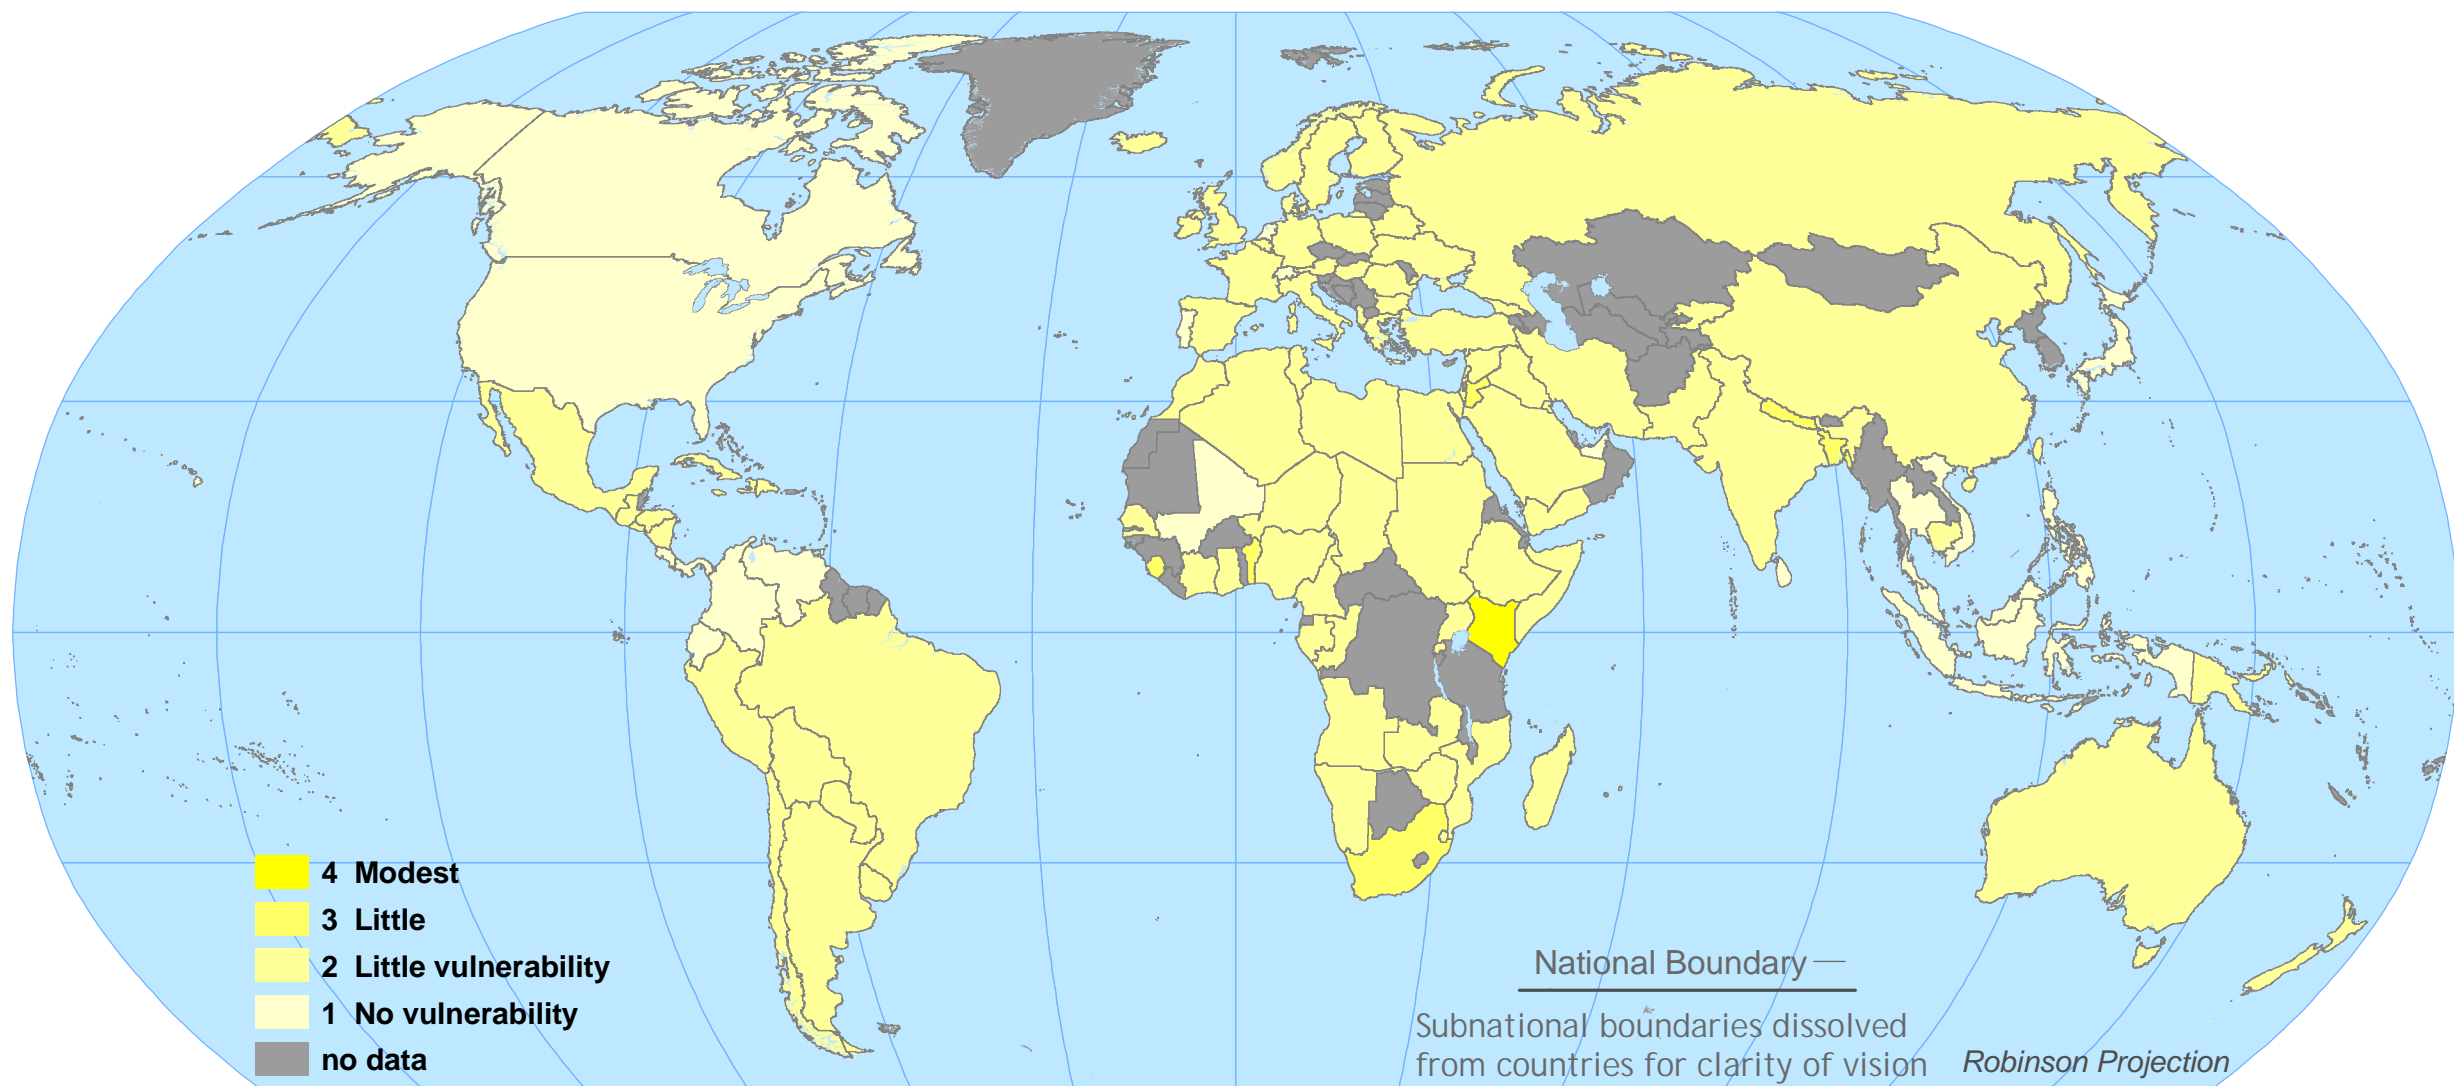 4 Modest
3 Little
2 Little vulnerability
1 No vulnerability
no data
National Boundary
Subnational boundaries dissolved
from countries for clarity of vision
Robinson Projection